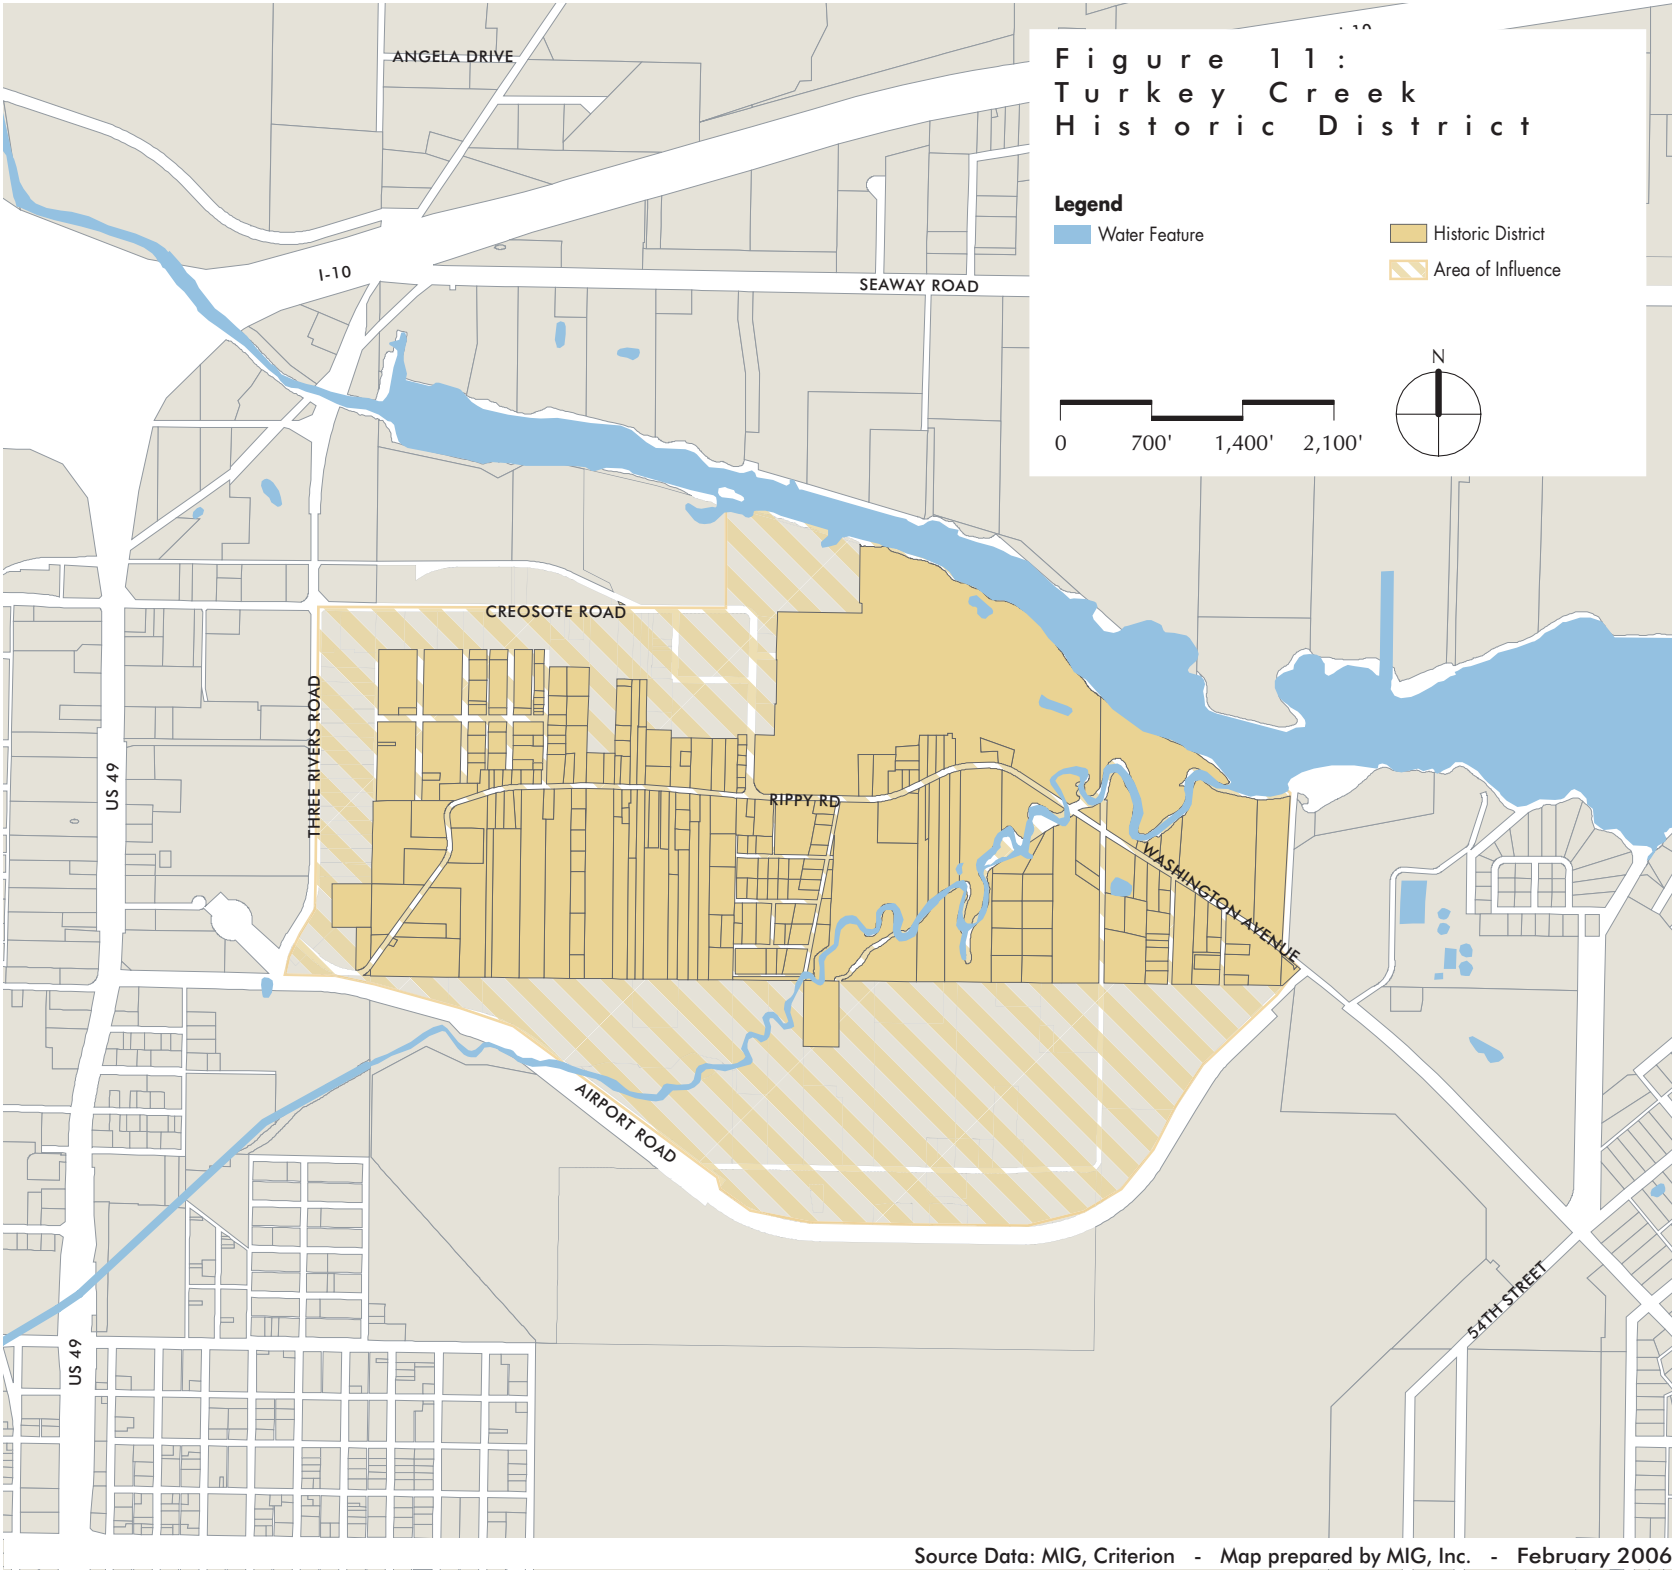 ANGELA DRIVE
Figure 11:
Turkey Creek
Historic District
Legend
Water Feature
Historic District
Area of Influence
I-10
SEAWAY ROAD
N
0 700' 1,400' 2,100'
CREOSOTE ROAD
THREE RIVERS ROAD
US 49
RIPPY RD
WASHINGTON AVENUE
AIRPORT ROAD
54TH STREET
US 49
Source Data: MIG, Criterion - Map prepared by MIG, Inc. - February 2006